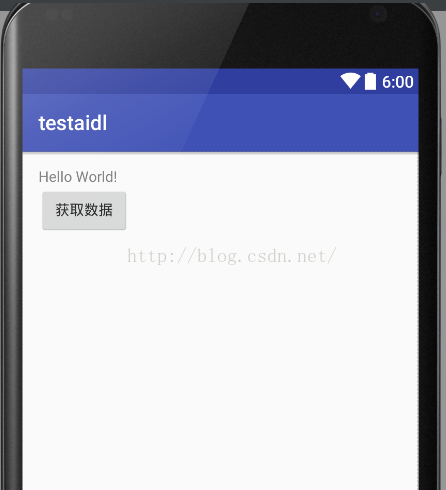 6:00
testaidl
Hello World!
获取数据
http://blog.csdn.net/